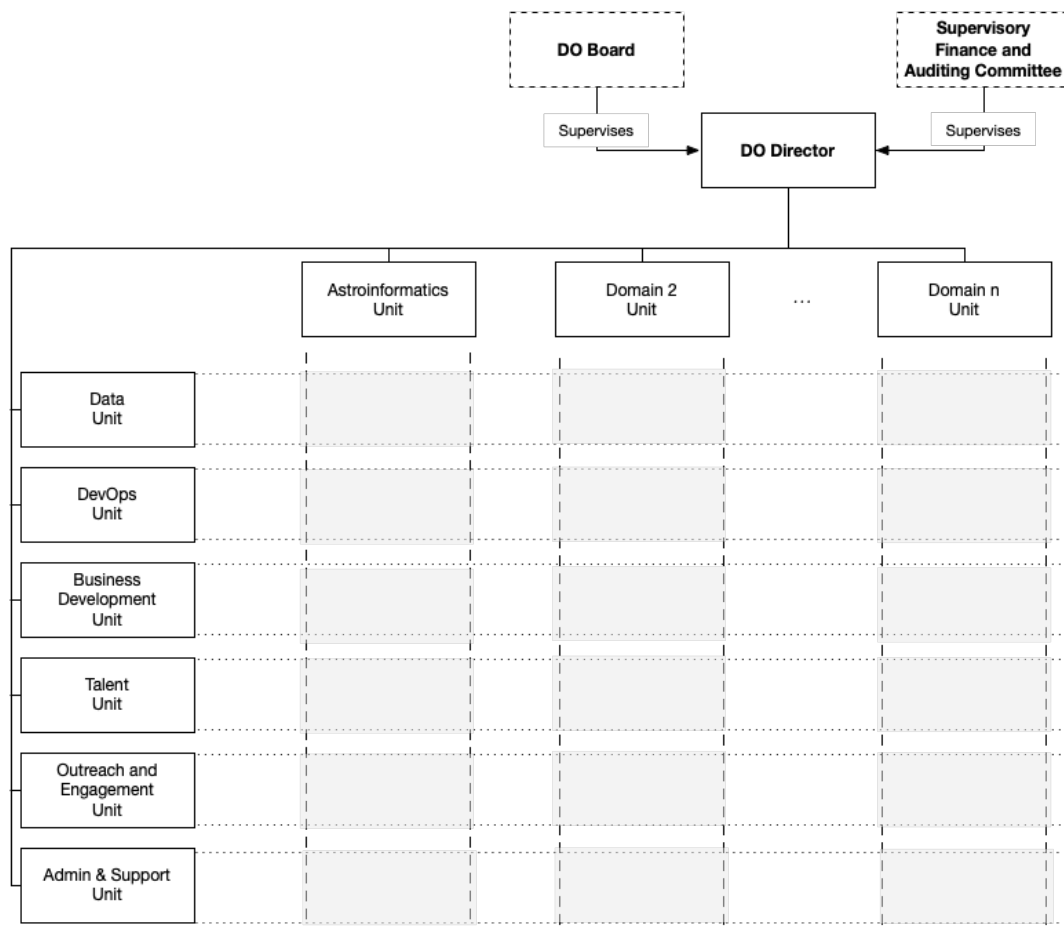 DO Board
Supervisory
Finance and
Auditing Committee
Supervises
Supervises
DO Director
Astroinformatics
Unit
Domain 2
Unit
...
Domain n
Unit
Data
Unit
DevOps
Unit
Business
Development
Unit
Talent
Unit
Outreach and
Engagement
Unit
Admin & Support
Unit